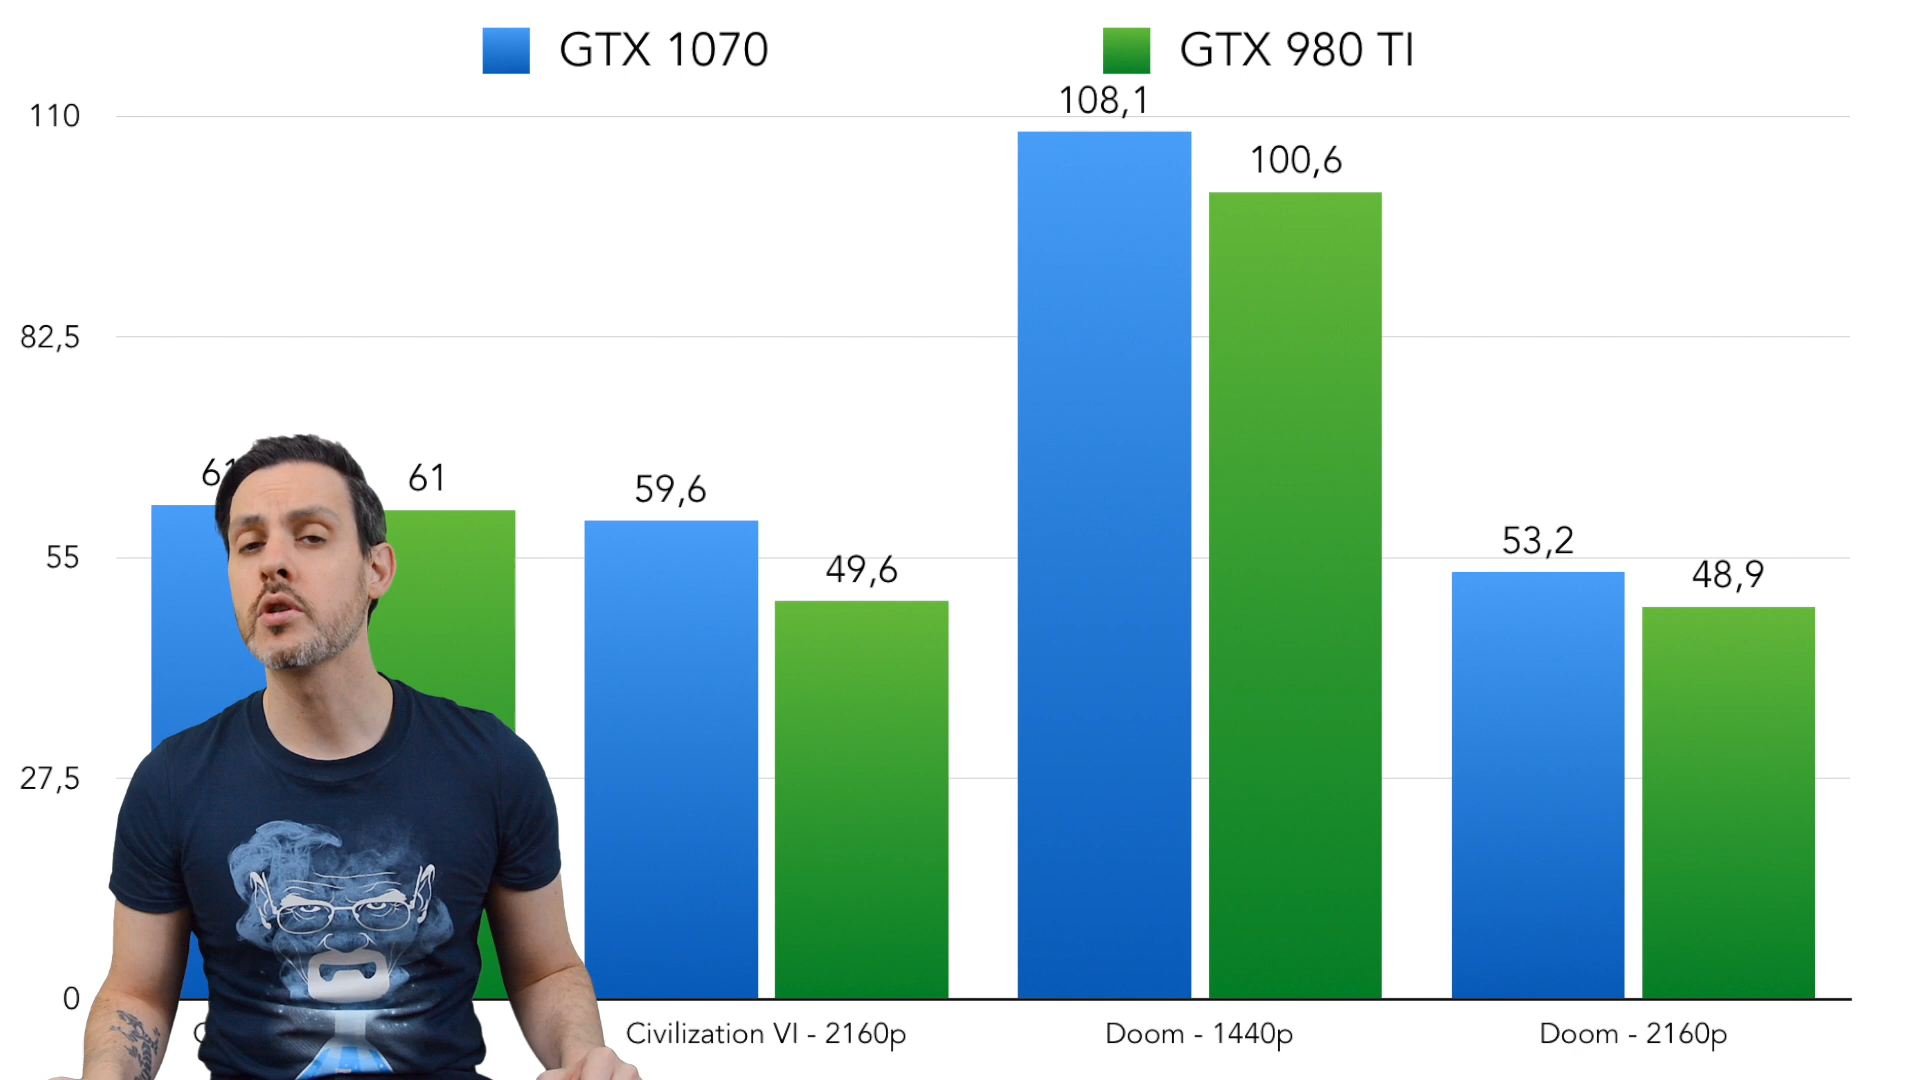 GTX 1070
GTX 980 TI
110
82,5
55
27,5
0
61
59,6
49,6
108,1
100,6
53,2
48,9
Civilization VI - 2160p
Doom - 1440p
Doom - 2160p